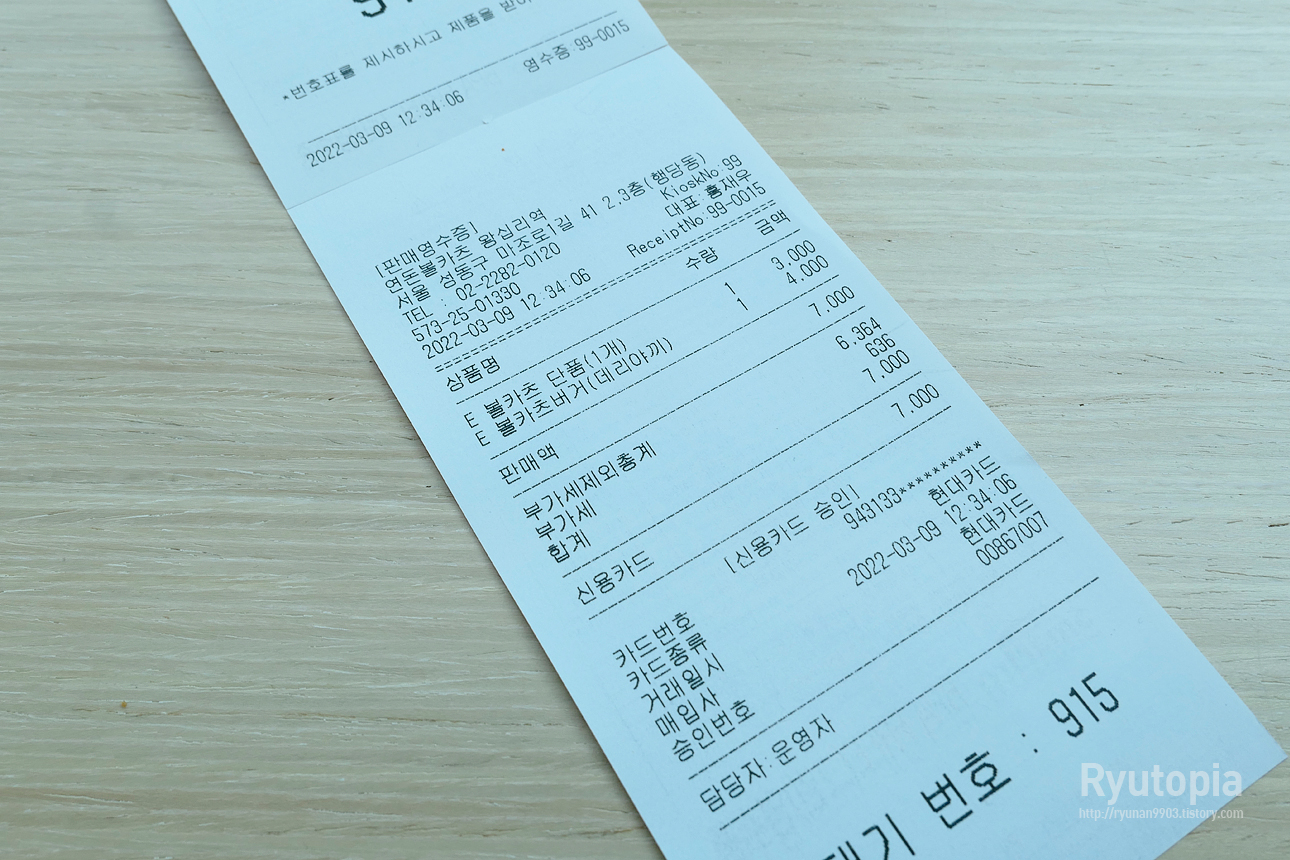 *번호표를 제시하시고 제품을 받아
2022-03-09 12:34:06 영수증:99-0015
[판매영수증]
연돈볼카츠 왕십리역
서울 성동구 마조로1길 41 2,3층(행당동)
TEL : 02-2282-0120 KioskNo:99
573-25-01330 대표:홍재우
2022-03-09 12:34:06 ReceiptNo:99-0015
상품명 수량 금액
E 볼카츠 단품(1개) 1 3,000
E 볼카츠버거(데리야끼) 1 4,000
판매액 7,000
부가세제외총계 6,364
부가세 636
합계 7,000
신용카드 7,000
[신용카드 승인]
카드번호 943133**********
카드종류 현대카드
거래일시 2022-03-09 12:34:06
매입사 현대카드
승인번호 00867007
담당자:운영자
대기 번호 : 915
Ryutopia
http://ryunan9903.tistory.com